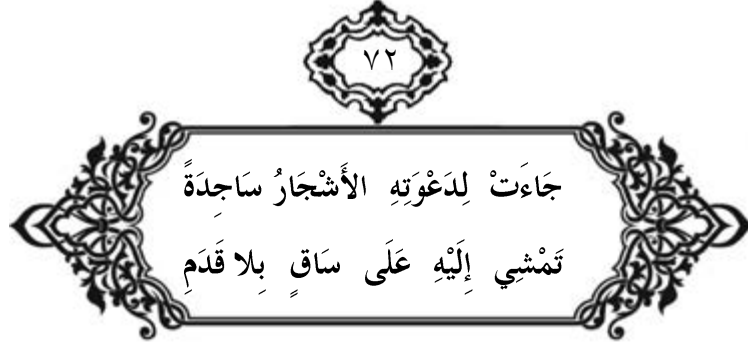 ٧٢
جَاءَتْ لِدَعْوَتِهِ الأَشْجَارُ سَاجِدَةً
تَمْشِي إِلَيْهِ عَلَى سَاقٍ بِلا قَدَمِ